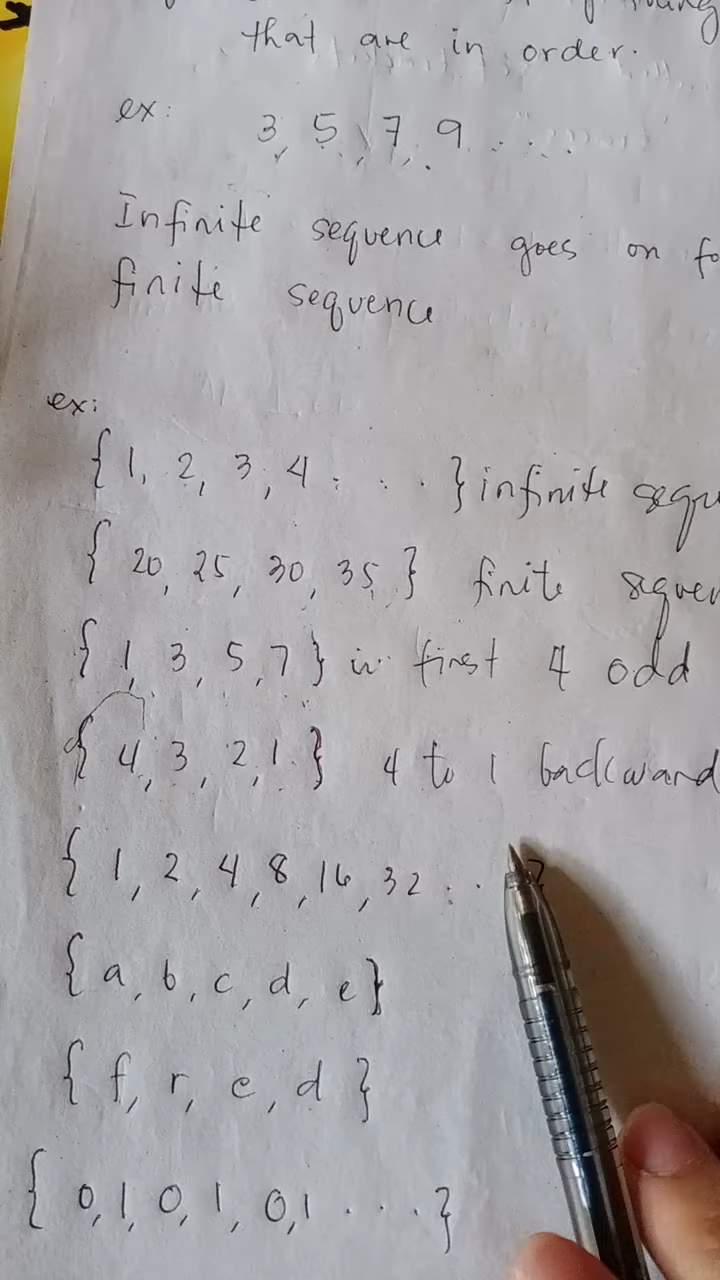 that are in order.
ex:
3, 5, 7, 9 . . . .
Infinite sequence goes on
finite sequence
ex:
{1, 2, 3, 4 . . . } infinite
{ 20, 25, 30, 35 } finite
{ 1, 3, 5, 7 } in first 4 odd
{ 4, 3, 2, 1 } 4 to 1 backward
{ 1, 2, 4, 8, 16, 32 . . . }
{ a, b, c, d, e }
{ f, r, e, d }
{ 0, 1, 0, 1, 0, 1 . . . . }